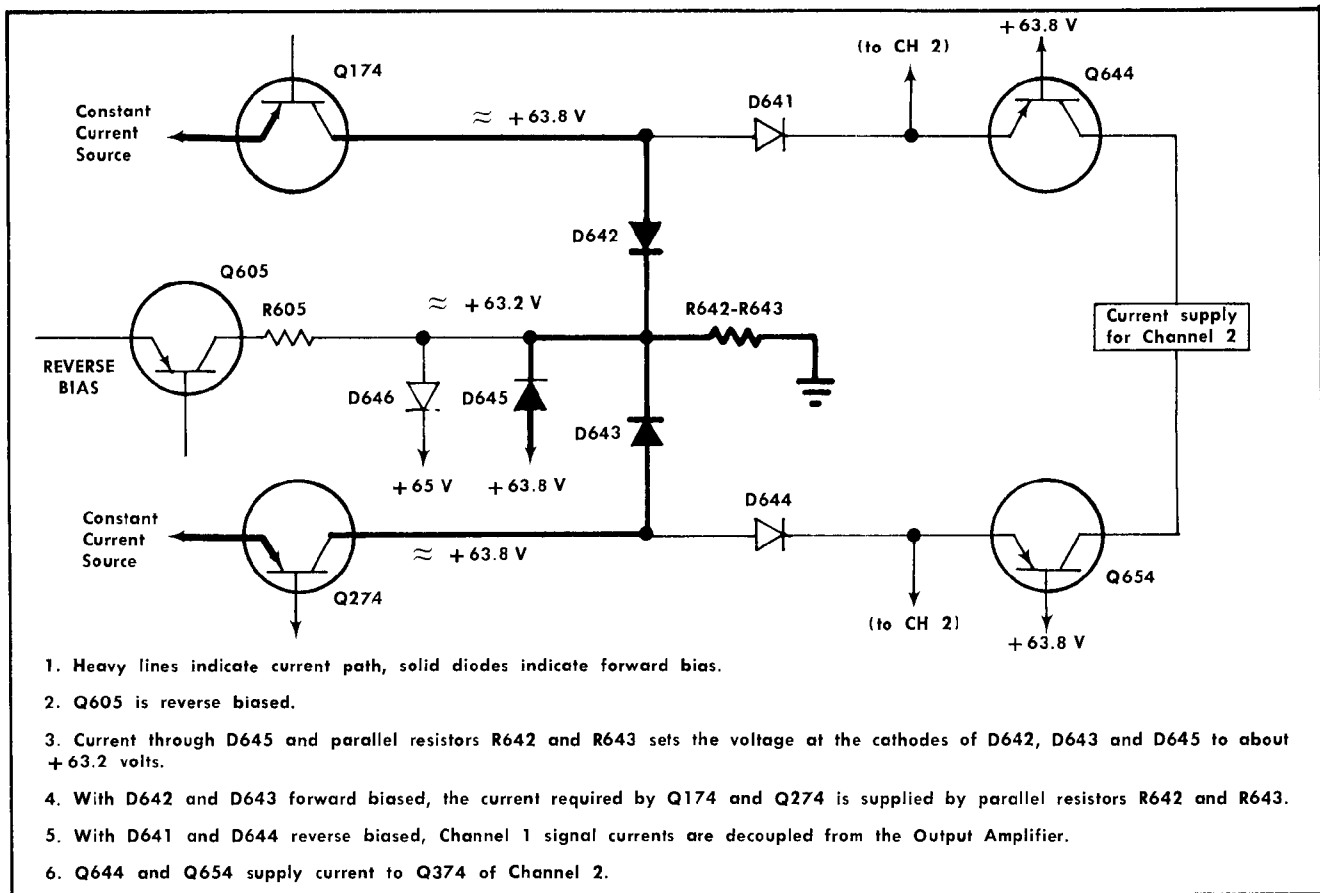 + 63.8 V
(to CH 2)
Q174
Q644
D641
Constant
Current
Source
≈ +63.8 V
D642
Q605
R605
≈ +63.2 V
R642-R643
Current supply
for Channel 2
REVERSE
BIAS
D646
D645
D643
+65 V
+63.8 V
D644
Constant
Current
Source
≈ +63.8 V
Q654
Q274
(to CH 2)
+63.8 V
1. Heavy lines indicate current path, solid diodes indicate forward bias.
2. Q605 is reverse biased.
3. Current through D645 and parallel resistors R642 and R643 sets the voltage at the cathodes of D642, D643 and D645 to about
+63.2 volts.
4. With D642 and D643 forward biased, the current required by Q174 and Q274 is supplied by parallel resistors R642 and R643.
5. With D641 and D644 reverse biased, Channel 1 signal currents are decoupled from the Output Amplifier.
6. Q644 and Q654 supply current to Q374 of Channel 2.